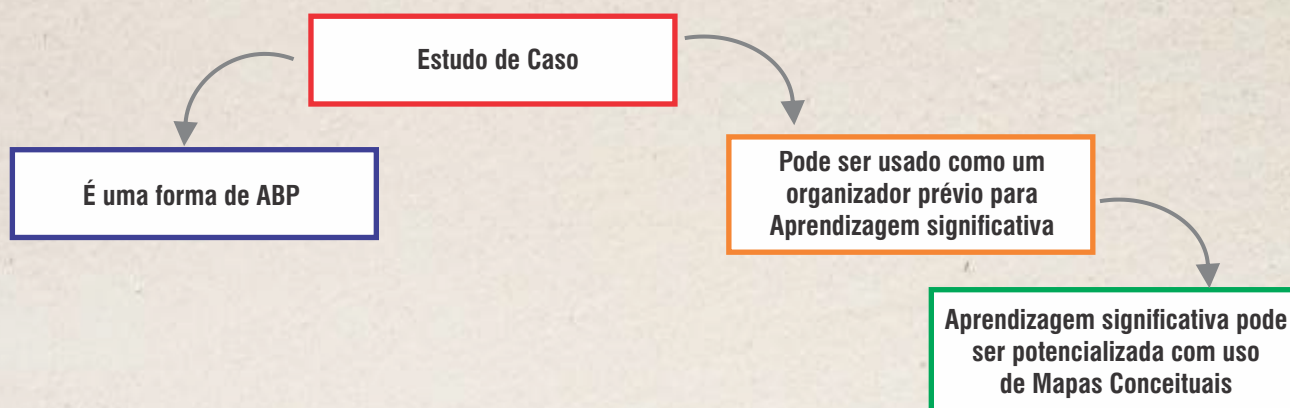 Estudo de Caso
É uma forma de ABP
Pode ser usado como um
organizador prévio para
Aprendizagem significativa
Aprendizagem significativa pode
ser potencializada com uso
de Mapas Conceituais